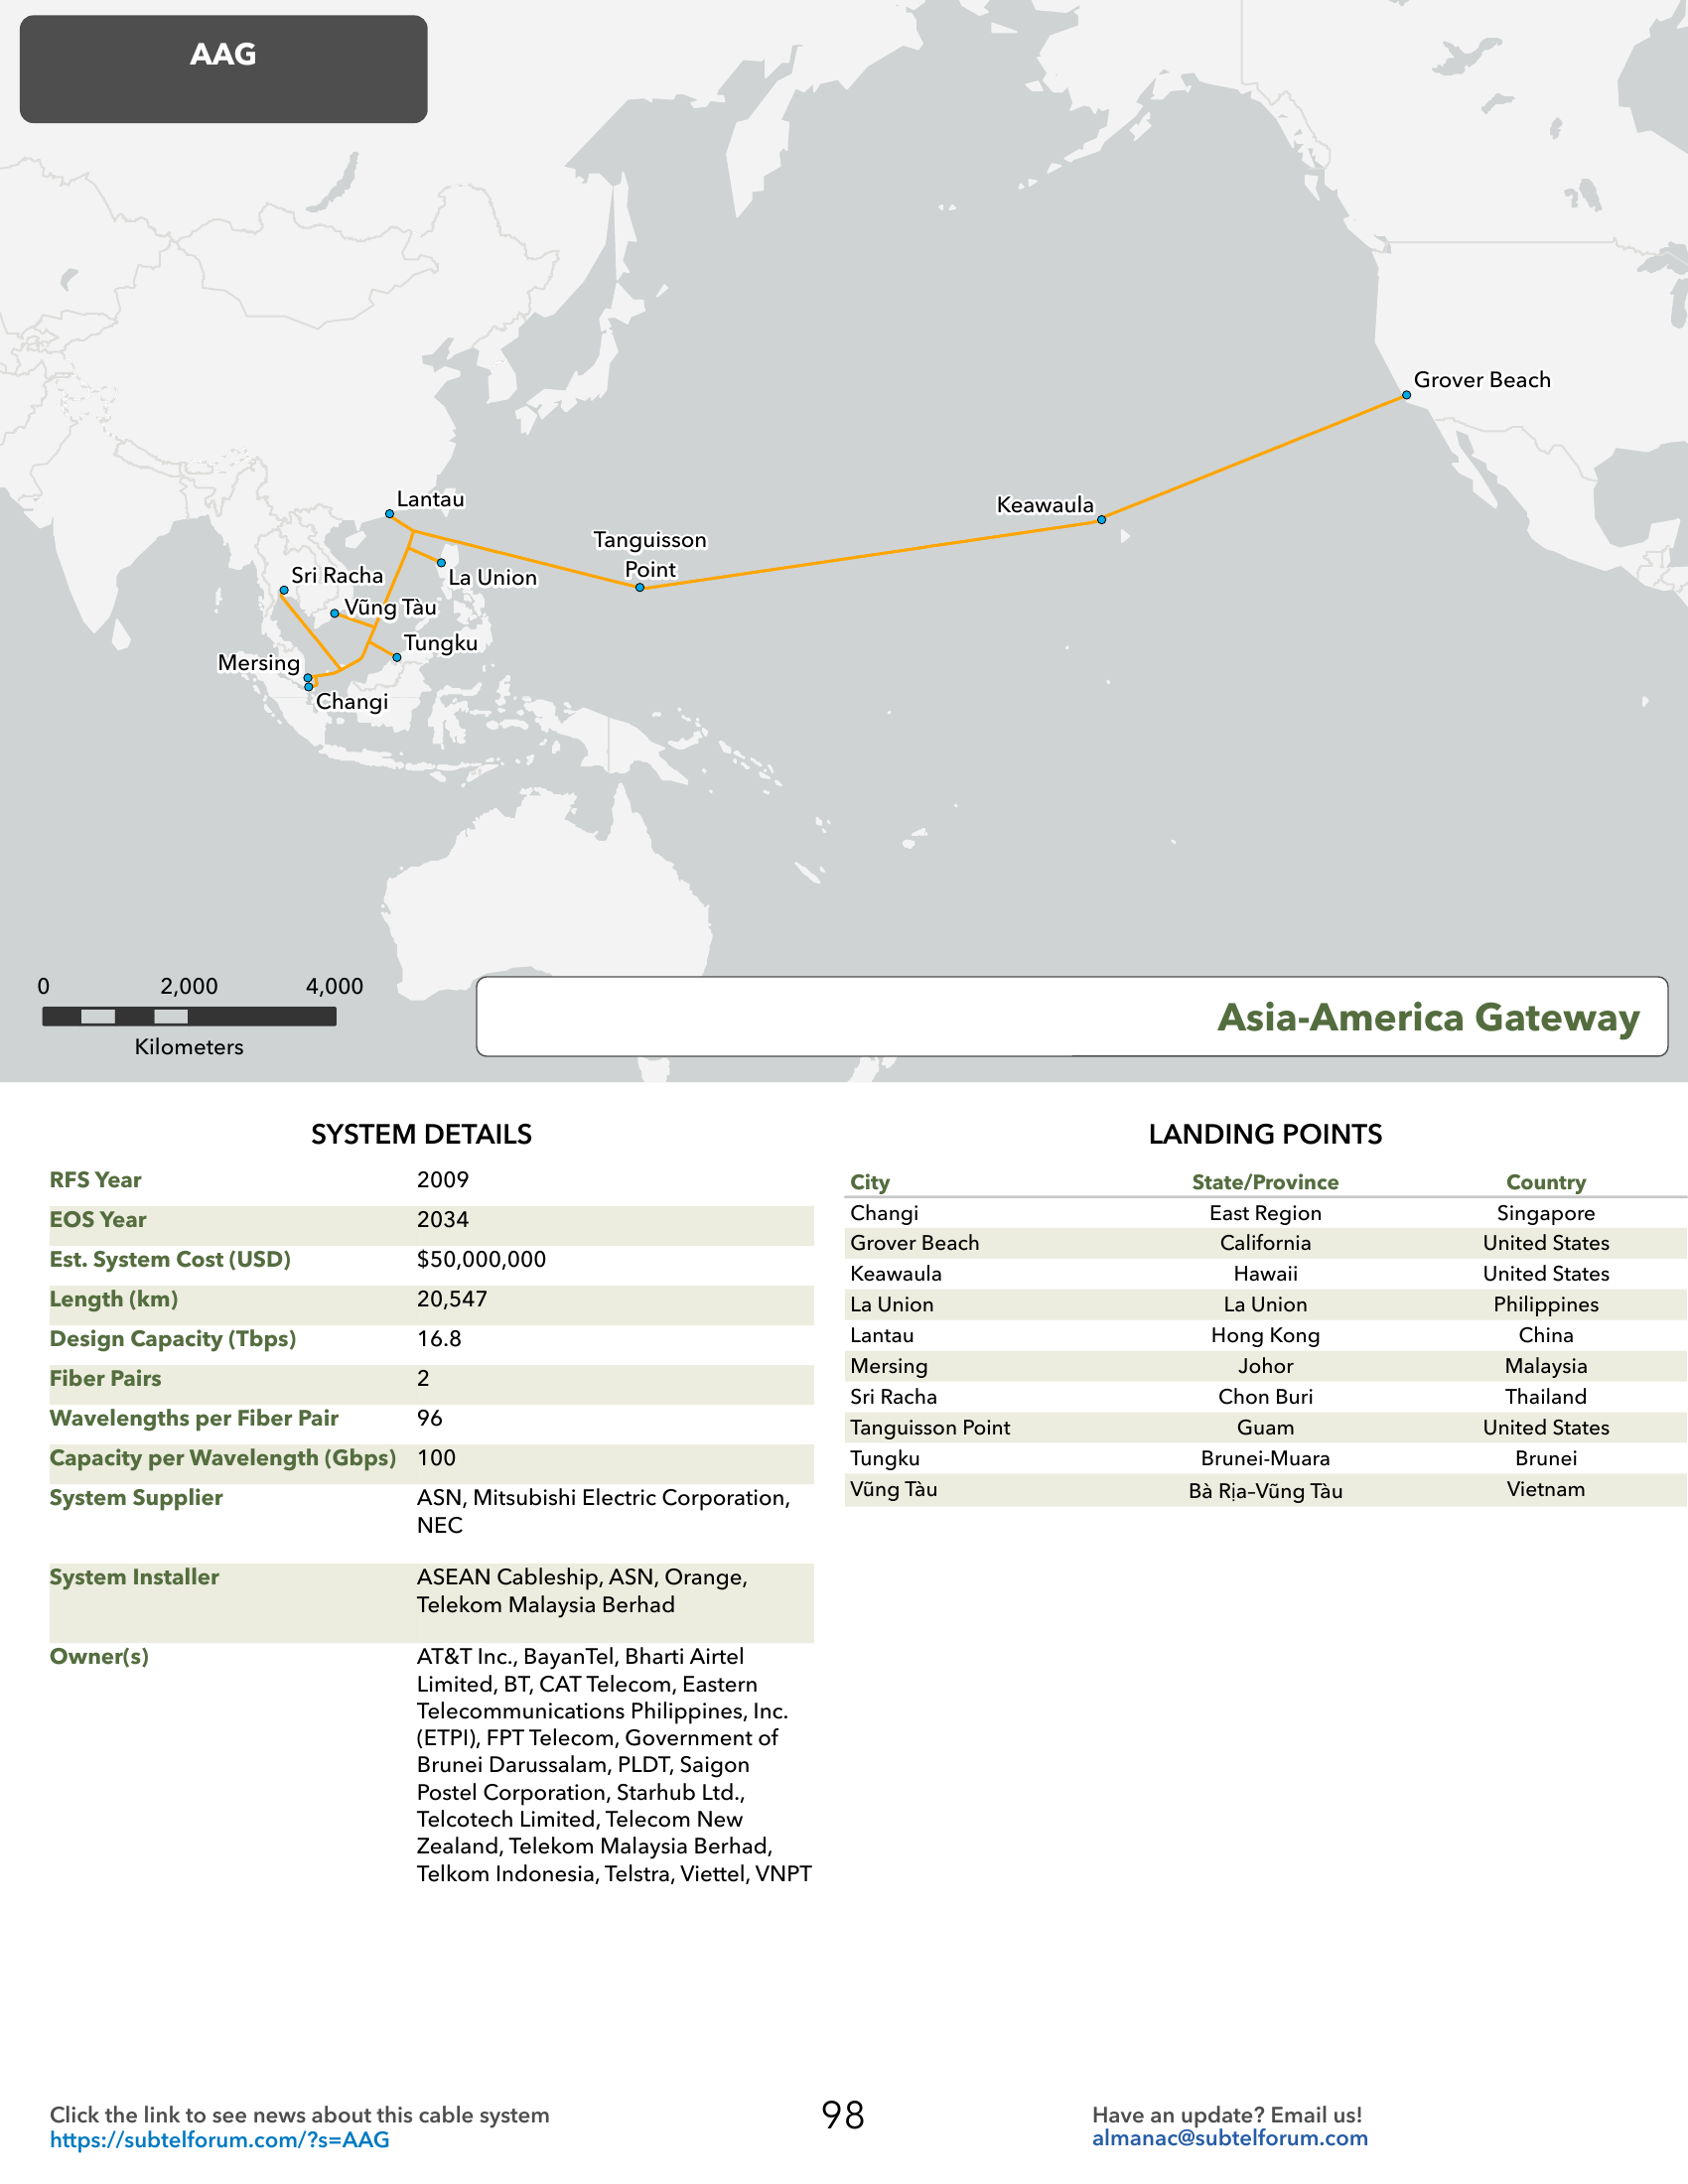 AAG
Grover Beach
Lantau
Keawaula
Tanguisson
Point
Sri Racha
La Union
Vũng Tàu
Tungku
Mersing
Changi
0 2,000 4,000
Kilometers
Asia-America Gateway
SYSTEM DETAILS
RFS Year 2009
EOS Year 2034
Est. System Cost (USD) $50,000,000
Length (km) 20,547
Design Capacity (Tbps) 16.8
Fiber Pairs 2
Wavelengths per Fiber Pair 96
Capacity per Wavelength (Gbps) 100
System Supplier ASN, Mitsubishi Electric Corporation,
NEC
System Installer ASEAN Cableship, ASN, Orange,
Telekom Malaysia Berhad
Owner(s) AT&T Inc., BayanTel, Bharti Airtel
Limited, BT, CAT Telecom, Eastern
Telecommunications Philippines, Inc.
(ETPI), FPT Telecom, Government of
Brunei Darussalam, PLDT, Saigon
Postel Corporation, Starhub Ltd.,
Telcotech Limited, Telecom New
Zealand, Telekom Malaysia Berhad,
Telkom Indonesia, Telstra, Viettel, VNPT
LANDING POINTS
City State/Province Country
Changi East Region Singapore
Grover Beach California United States
Keawaula Hawaii United States
La Union La Union Philippines
Lantau Hong Kong China
Mersing Johor Malaysia
Sri Racha Chon Buri Thailand
Tanguisson Point Guam United States
Tungku Brunei-Muara Brunei
Vũng Tàu Bà Rịa–Vũng Tàu Vietnam
Click the link to see news about this cable system
https://subtelforum.com/?s=AAG
98
Have an update? Email us!
almanac@subtelforum.com